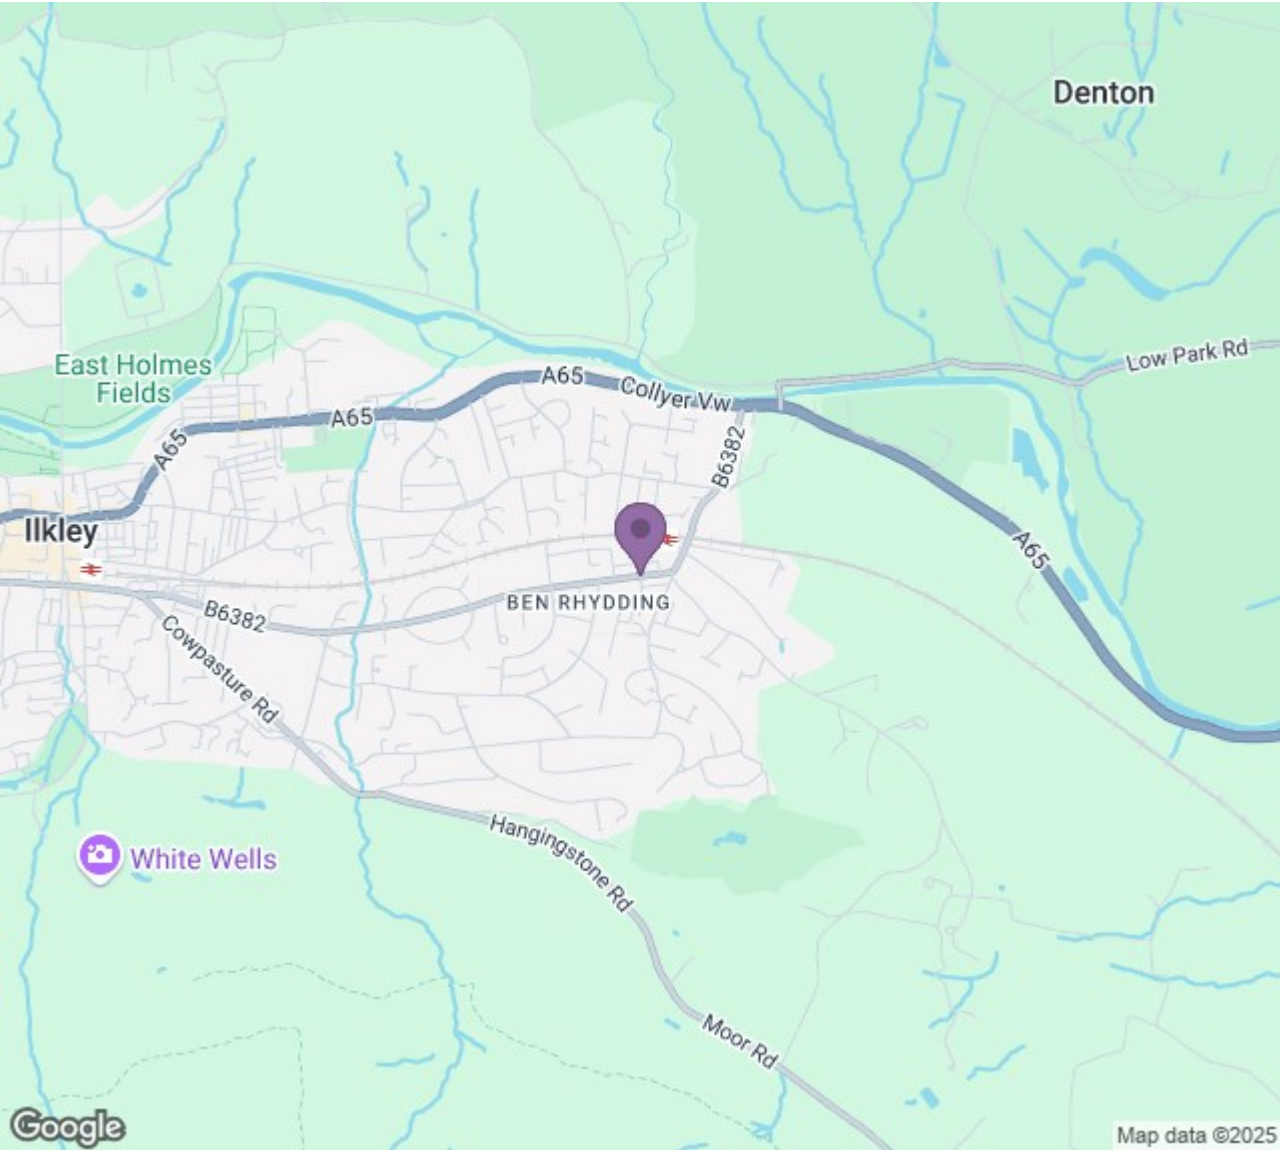 Denton
Low Park Rd
East Holmes
Fields
A65
Collyer Vw
A65
A65
B6382
Ilkley
A65
BEN RHYDDING
B6382
Cowpasture Rd
Hangingstone Rd
White Wells
Moor Rd
Google
Map data ©2025